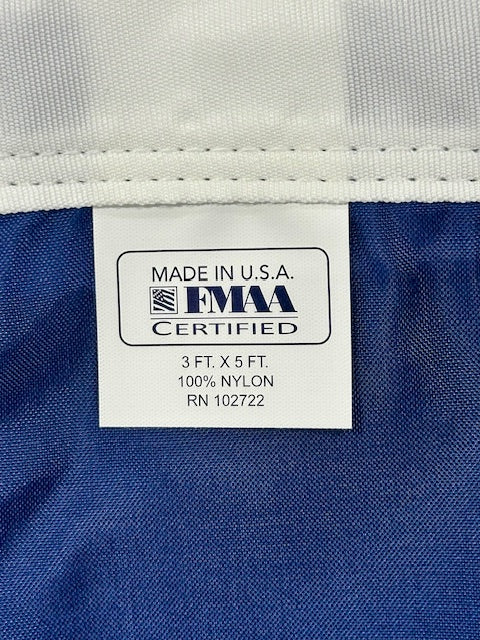 MADE IN U.S.A.
FMAA
CERTIFIED
3 FT. X 5 FT.
100% NYLON
RN 102722